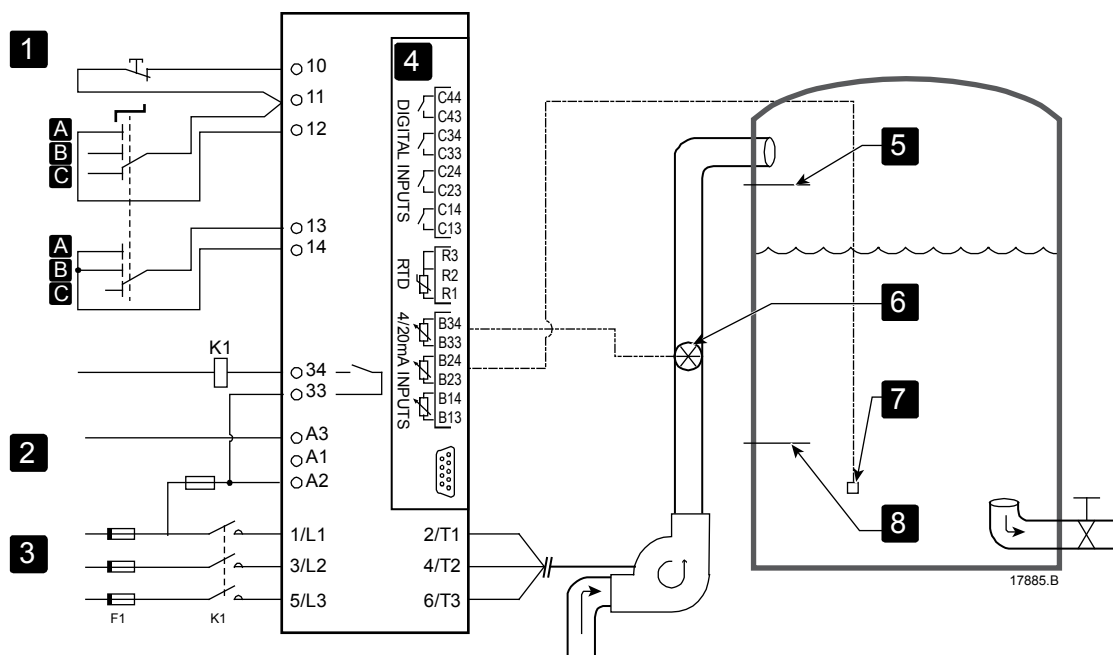 1
4
10
11
12
A
B
C
13
14
A
B
C
K1
34
33
2
A3
A1
A2
3
1/L1
3/L2
5/L3
F1
K1
2/T1
4/T2
6/T3
DIGITAL INPUTS
C44
C43
C34
C33
C24
C23
C14
C13
RTD
R3
R2
R1
4/20mA INPUTS
B34
B33
B24
B23
B14
B13
5
6
7
8
17885.B